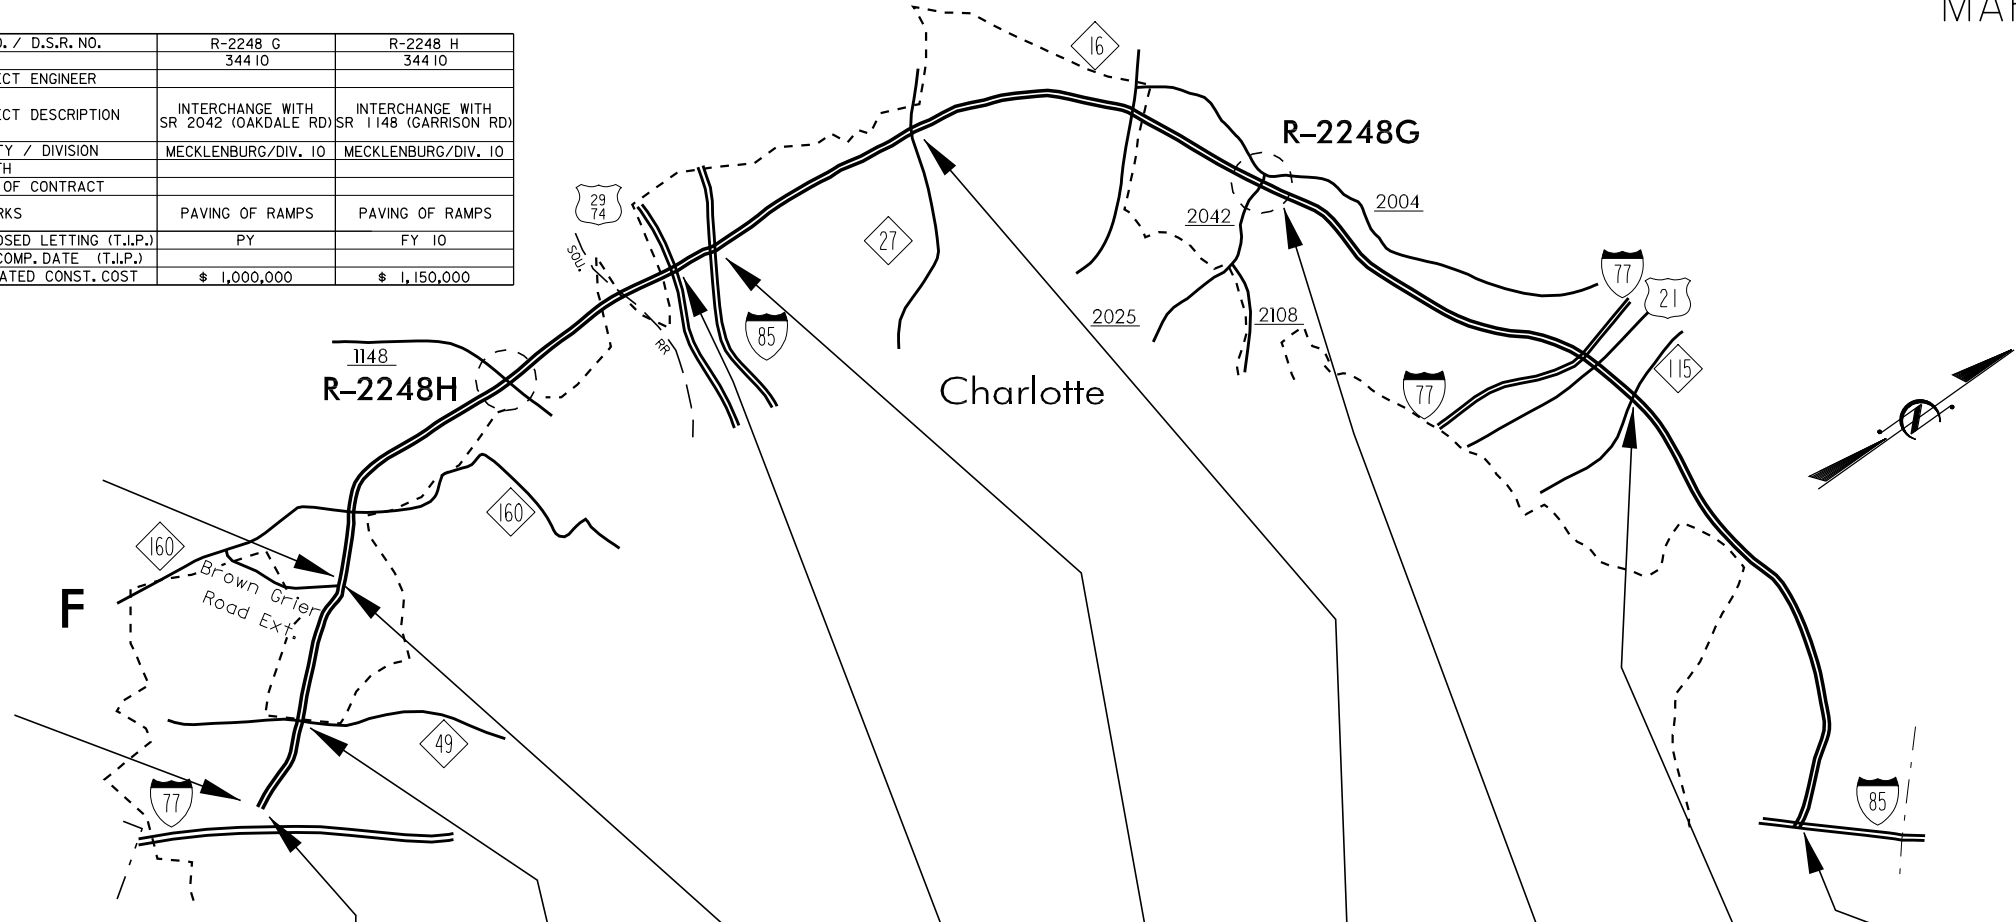 D. / D.S.R. NO. R-2248 G R-2248 H
34410 34410
ECT ENGINEER
ECT DESCRIPTION INTERCHANGE WITH SR 2042 (OAKDALE RD) INTERCHANGE WITH SR 1148 (GARRISON RD)
TY / DIVISION MECKLENBURG/DIV. 10 MECKLENBURG/DIV. 10
TH
OF CONTRACT
RKS PAVING OF RAMPS PAVING OF RAMPS
OSED LETTING (T.I.P.) PY FY 10
COMP. DATE (T.I.P.)
ATED CONST. COST $ 1,000,000 $ 1,150,000
MA
16
R-2248G
29
74
2004
2042
27
SOU.
77
21
2025
2108
85
RR
1148
R-2248H
Charlotte
77
115
160
160
Brown Grier
Road Ext.
F
49
77
85